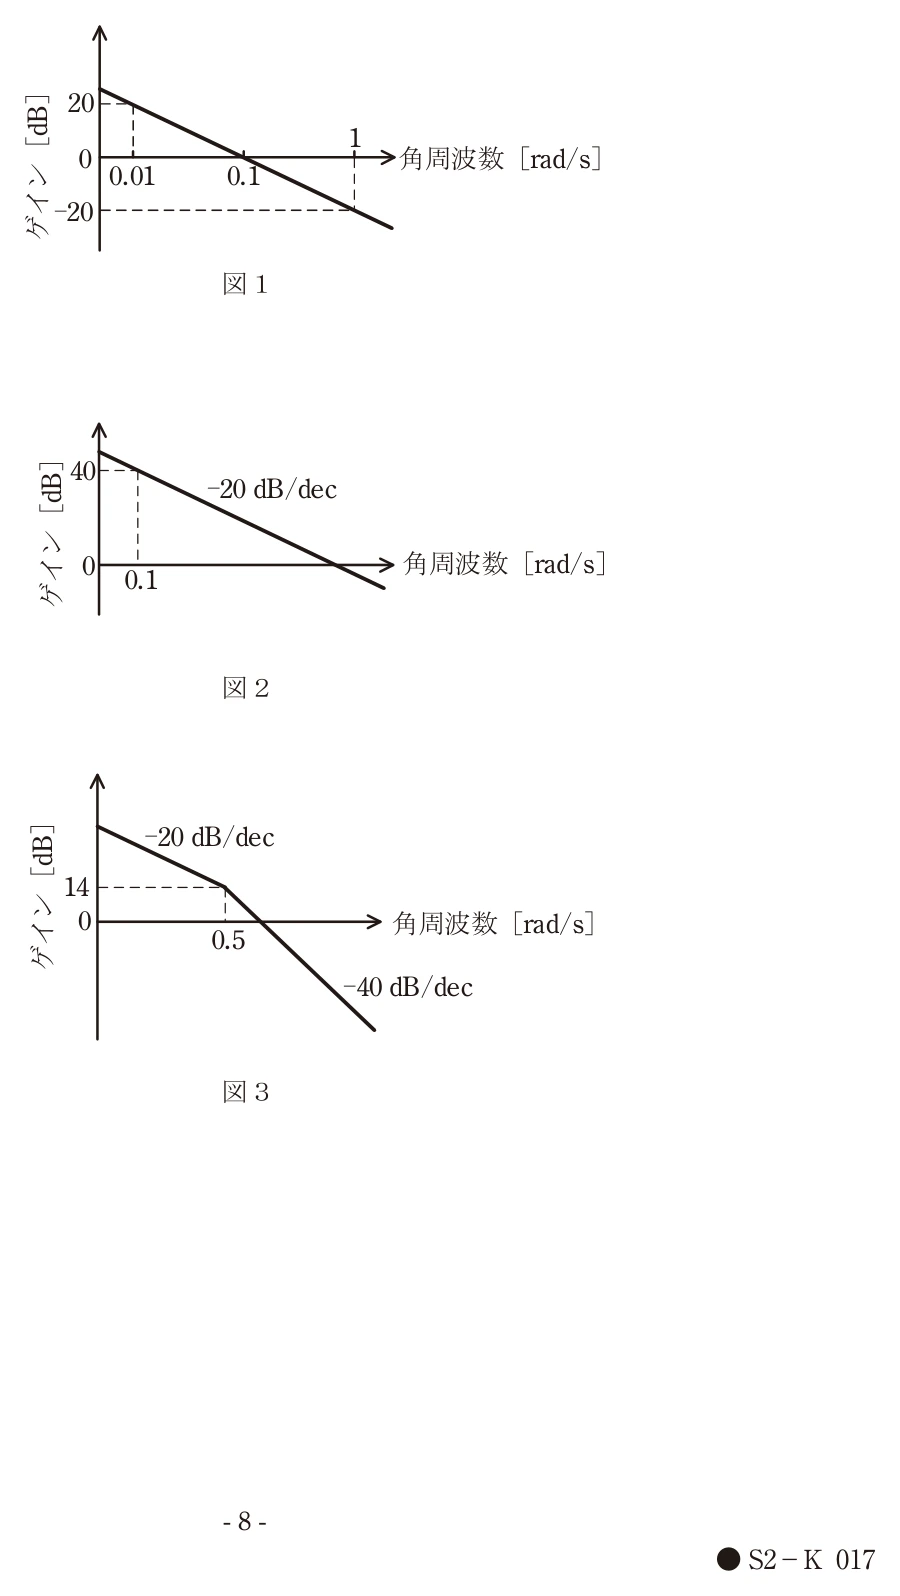 ゲイン［dB］
20
0
−20
0.01
0.1
1
角周波数［rad/s］
図 1
ゲイン［dB］
40
0
0.1
−20 dB/dec
角周波数［rad/s］
図 2
ゲイン［dB］
−20 dB/dec
14
0
0.5
角周波数［rad/s］
−40 dB/dec
図 3
- 8 -
● S2−K 017